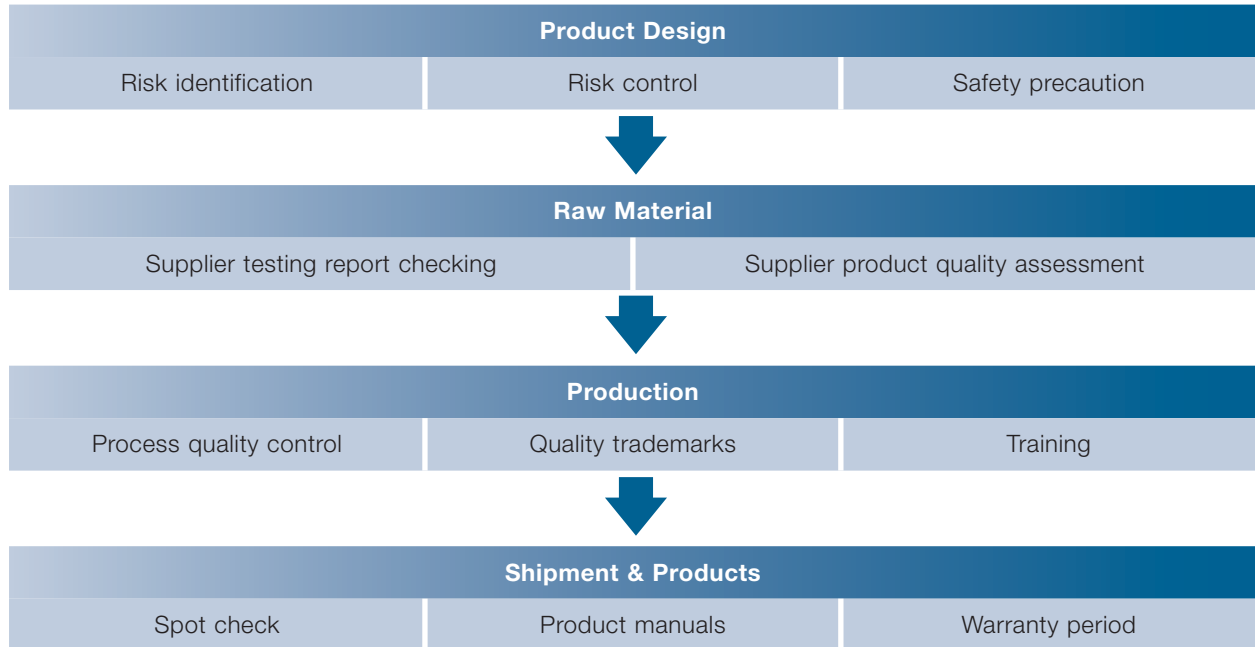 Product Design
Risk identification
Risk control
Safety precaution
Raw Material
Supplier testing report checking
Supplier product quality assessment
Production
Process quality control
Quality trademarks
Training
Shipment & Products
Spot check
Product manuals
Warranty period